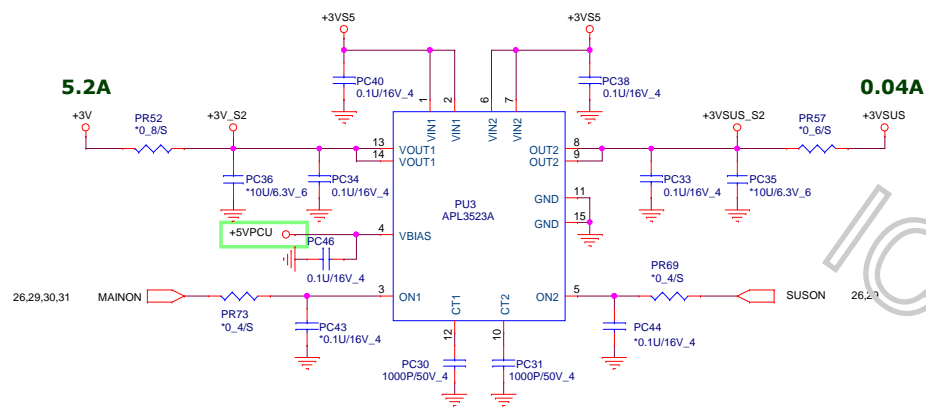 +3VS5
+3VS5
5.2A
0.04A
PC40
0.1U/16V_4
PC38
0.1U/16V_4
1
2
6
7
VIN1
VIN1
VIN2
VIN2
+3V
PR52
*0_8/S
+3V_S2
+3VSUS_S2
PR57
*0_6/S
+3VSUS
13
14
VOUT1
VOUT1
OUT2
OUT2
8
9
PC36
*10U/6.3V_6
PC34
0.1U/16V_4
PC33
0.1U/16V_4
PC35
*10U/6.3V_6
PU3
APL3523A
GND
11
GND
15
+5VPCU
PC46
0.1U/16V_4
4
VBIAS
26,29,30,31
MAINON
PR73
*0_4/S
3
ON1
CT1
CT2
ON2
5
PR69
*0_4/S
SUSON
PC43
*0.1U/16V_4
PC44
*0.1U/16V_4
12
10
PC30
1000P/50V_4
PC31
1000P/50V_4